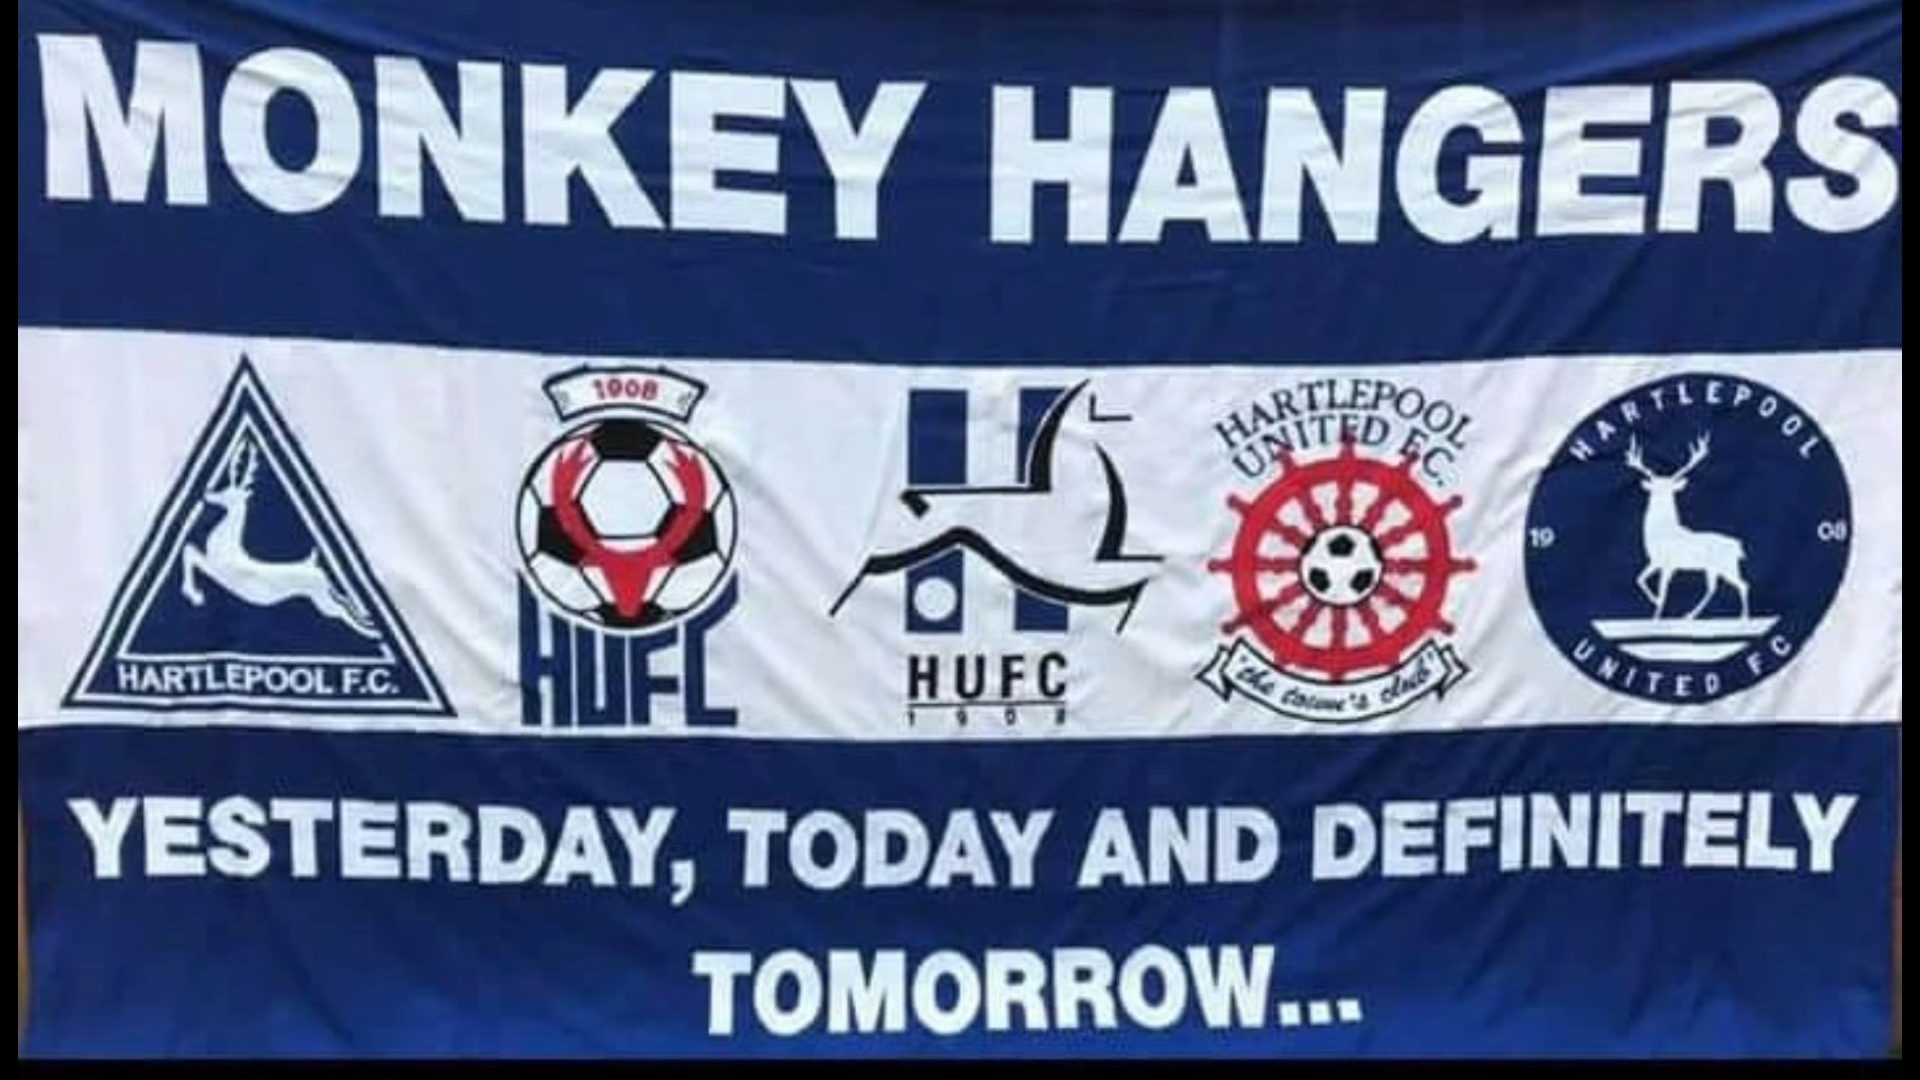 MONKEY HANGERS
HARTLEPOOL F.C.
1908
HUFC
HUFC
1908
HARTLEPOOL
UNITED F.C.
'the town's club'
HARTLEPOOL
19 08
UNITED FC
YESTERDAY, TODAY AND DEFINITELY
TOMORROW...